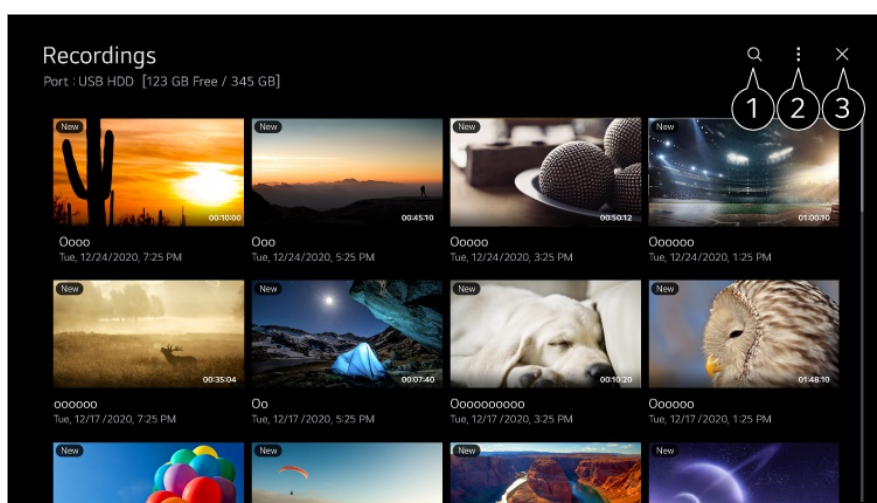 Recordings
Port : USB HDD [123 GB Free / 345 GB]
1 2 3
New New New New
00:10:00 00:45:10 00:50:12 01:00:10
Oooo Ooo Ooooo Oooooo
Tue, 12/24/2020, 7:25 PM Tue, 12/24/2020, 5:25 PM Tue, 12/24/2020, 3:25 PM Tue, 12/24/2020, 1:25 PM
New New New New
00:35:04 00:07:40 00:10:20 01:48:10
oooooo Oo Oooooooooo Oooooo
Tue, 12/17 /2020, 7:25 PM Tue, 12/17 /2020, 5:25 PM Tue, 12/17 /2020, 3:25 PM Tue, 12/17 /2020, 1:25 PM
New New New New